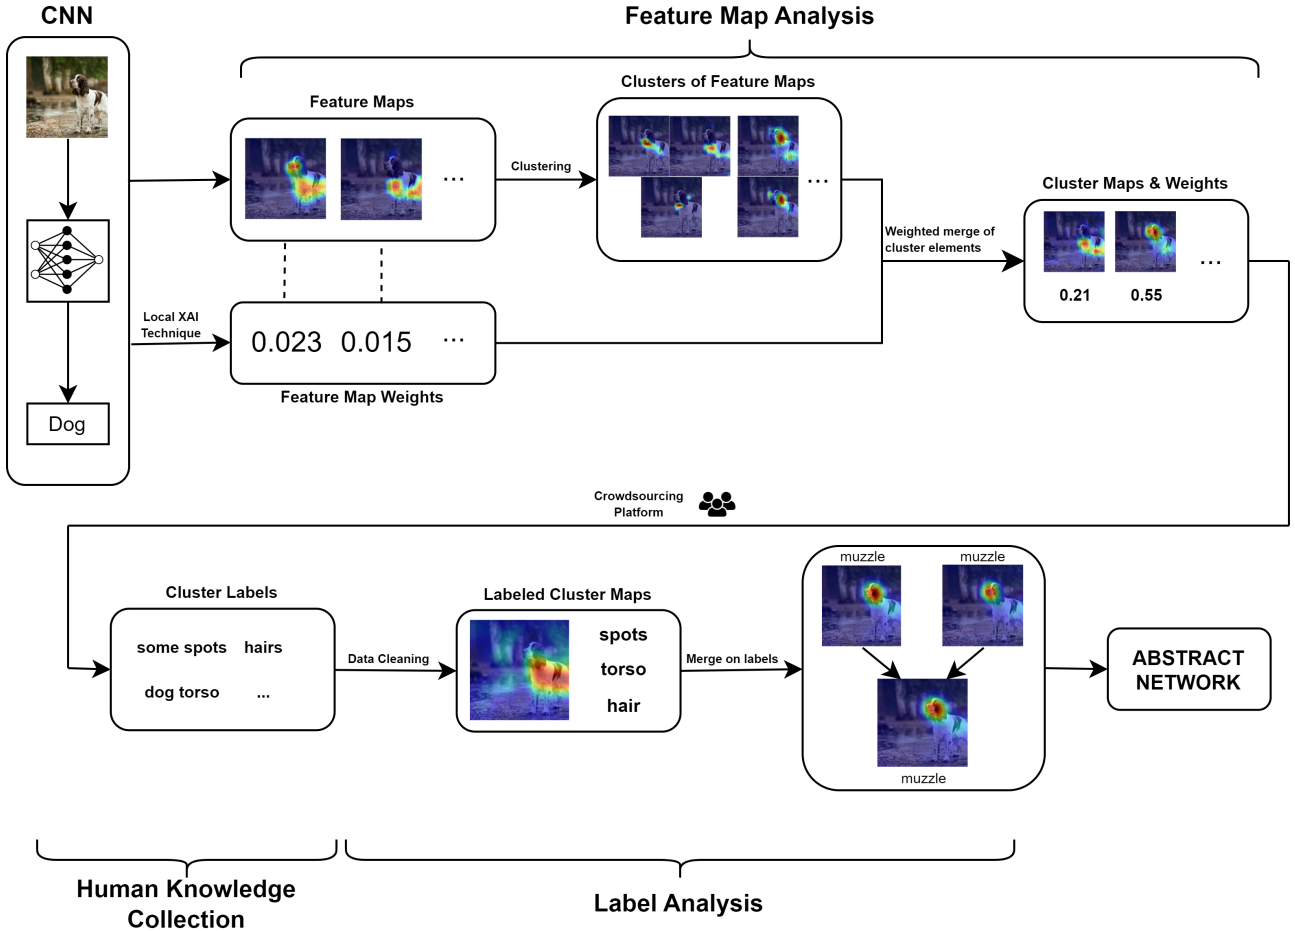 CNN
Feature Map Analysis
Clusters of Feature Maps
Feature Maps
...
Clustering
...
Cluster Maps & Weights
Weighted merge of
cluster elements
...
0.21 0.55
Local XAI
Technique
0.023 0.015 ...
Feature Map Weights
Dog
Crowdsourcing
Platform
Cluster Labels
some spots hairs
dog torso ...
Data Cleaning
Labeled Cluster Maps
spots
torso
hair
Merge on labels
muzzle muzzle
muzzle
ABSTRACT
NETWORK
Human Knowledge
Collection
Label Analysis